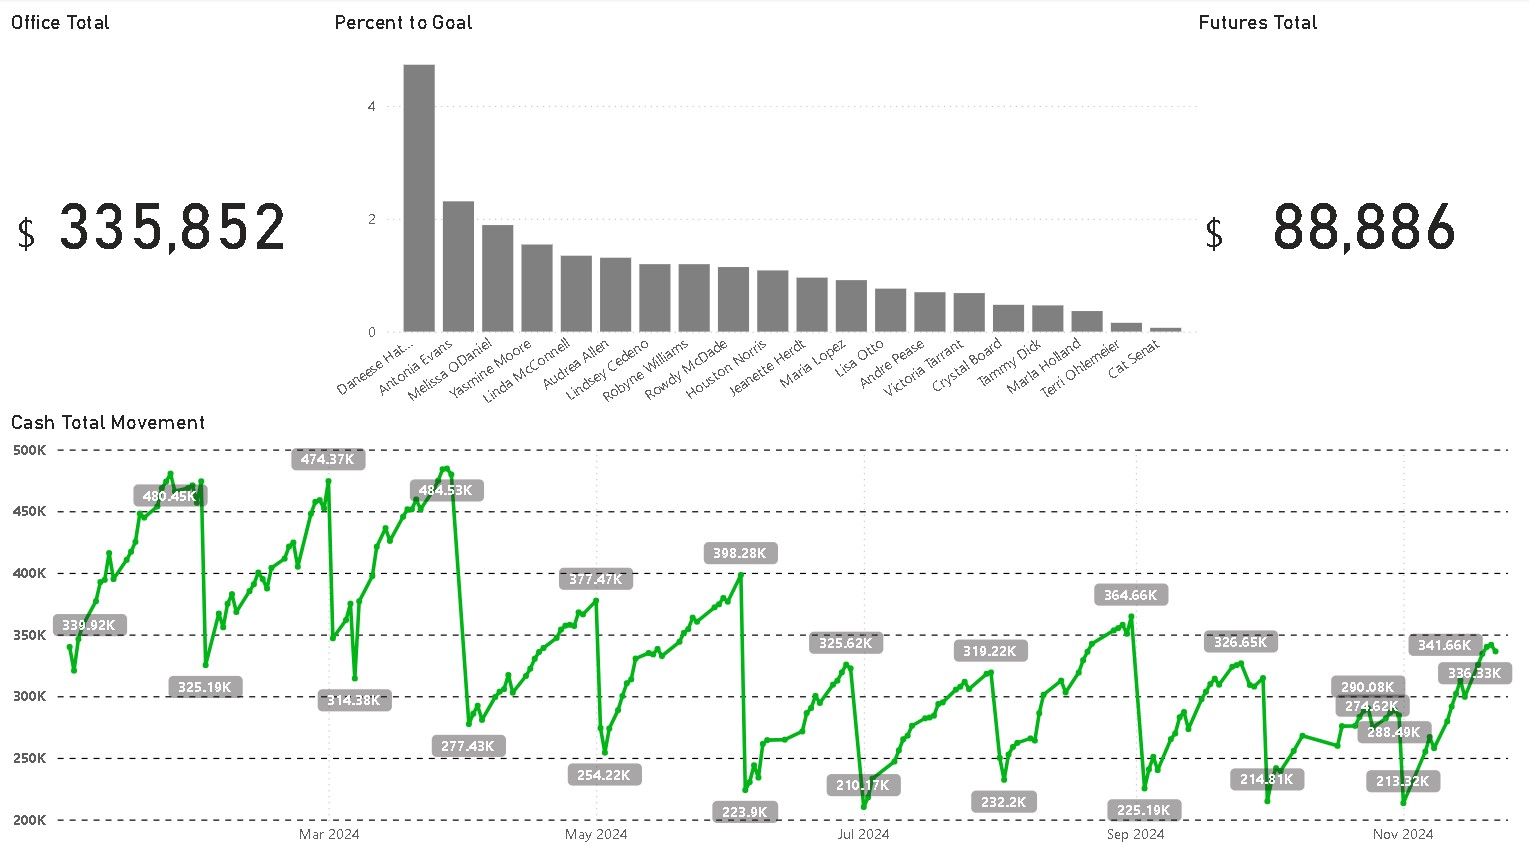 Office Total
Percent to Goal
Futures Total
4
2
0
$ 335,852
$ 88,886
Daneese Hat...
Antonia Evans
Melissa ODaniel
Yasmine Moore
Linda McConnell
Audrea Allen
Lindsey Cedeno
Robyne Williams
Rowdy McDade
Houston Norris
Jeanette Herdt
Maria Lopez
Lisa Otto
Andre Pease
Victoria Tarrant
Crystal Board
Tammy Dick
Marla Holland
Terri Ohlemeier
Cat Senat
Cash Total Movement
500K
450K
400K
350K
300K
250K
200K
339.92K
480.45K
325.19K
474.37K
314.38K
484.53K
277.43K
377.47K
254.22K
398.28K
223.9K
325.62K
210.17K
319.22K
232.2K
364.66K
225.19K
326.65K
214.81K
290.08K
274.62K
288.49K
213.32K
341.66K
336.33K
Mar 2024
May 2024
Jul 2024
Sep 2024
Nov 2024